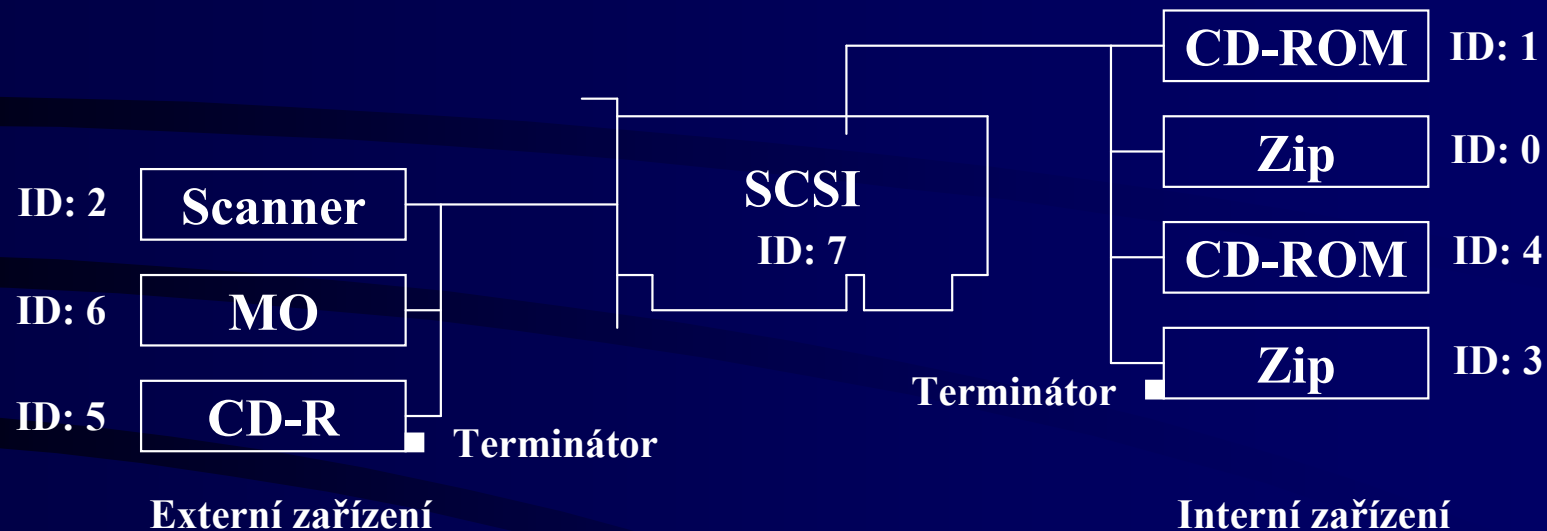 CD-ROM ID: 1
Zip ID: 0
SCSI
ID: 2 Scanner
ID: 7
CD-ROM ID: 4
ID: 6 MO
Zip ID: 3
Terminátor
ID: 5 CD-R
Terminátor
Externí zařízení Interní zařízení